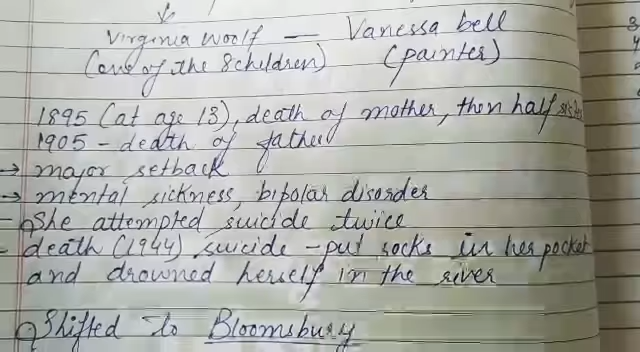 Virginia Woolf — Vanessa bell
(one of the 8 children) (painter)
1895 (at age 13), death of mother, then half sis
1905 - death of father
→ major setback
→ mental sickness, bipolar disorder
- She attempted suicide twice
- death (1944) suicide - put rocks in her pocket
and drowned herself in the river
Shifted to Bloomsbury